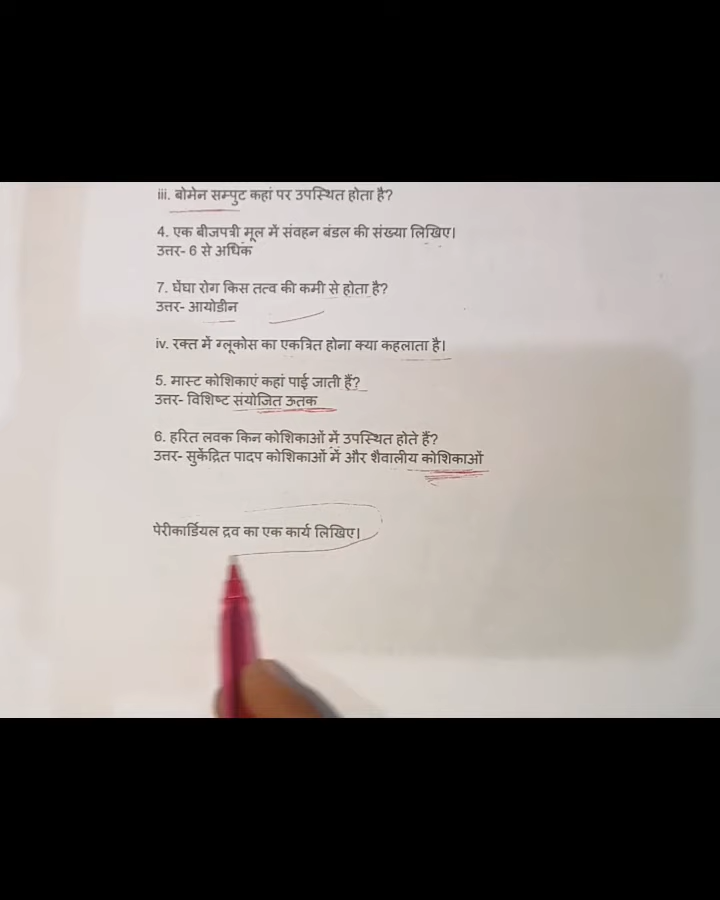 iii. बोमेन सम्पुट कहां पर उपस्थित होता है?
4. एक बीजपत्री मूल में संवहन बंडल की संख्या लिखिए।
उत्तर- 6 से अधिक
7. घेंघा रोग किस तत्व की कमी से होता है?
उत्तर- आयोडीन
iv. रक्त में ग्लूकोस का एकत्रित होना क्या कहलाता है।
5. मास्ट कोशिकाएं कहां पाई जाती हैं?
उत्तर- विशिष्ट संयोजित ऊतक
6. हरित लवक किन कोशिकाओं में उपस्थित होते हैं?
उत्तर- सुकेंद्रित पादप कोशिकाओं में और शैवालीय कोशिकाओं
पेरीकार्डियल द्रव का एक कार्य लिखिए।